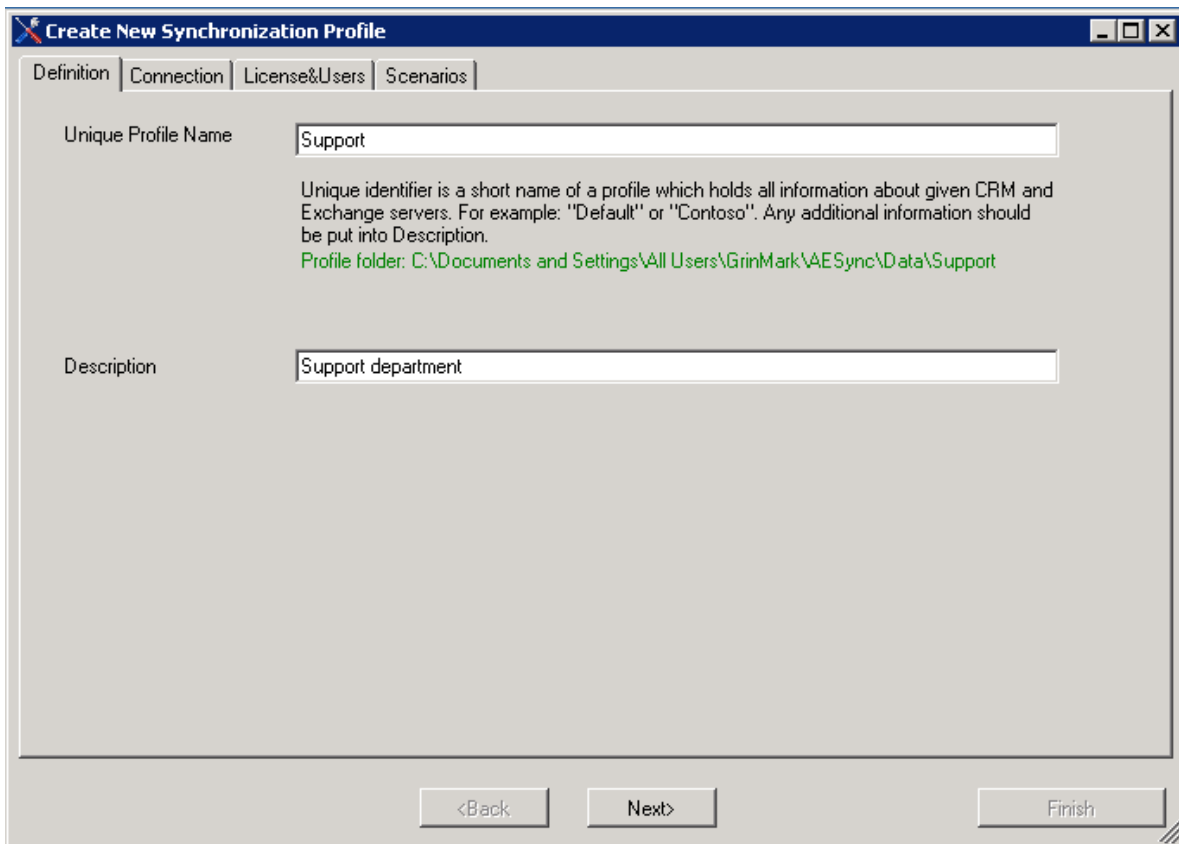 Create New Synchronization Profile
Definition Connection License&Users Scenarios
Unique Profile Name Support
Unique identifier is a short name of a profile which holds all information about given CRM and
Exchange servers. For example: "Default" or "Contoso". Any additional information should
be put into Description.
Profile folder: C:\Documents and Settings\All Users\GrinMark\AESync\Data\Support
Description Support department
<Back Next> Finish